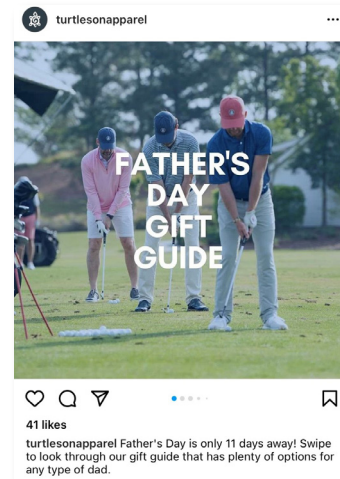 turtlesonapparel
FATHER'S
DAY
GIFT
GUIDE
41 likes
turtlesonapparel Father's Day is only 11 days away! Swipe
to look through our gift guide that has plenty of options for
any type of dad.